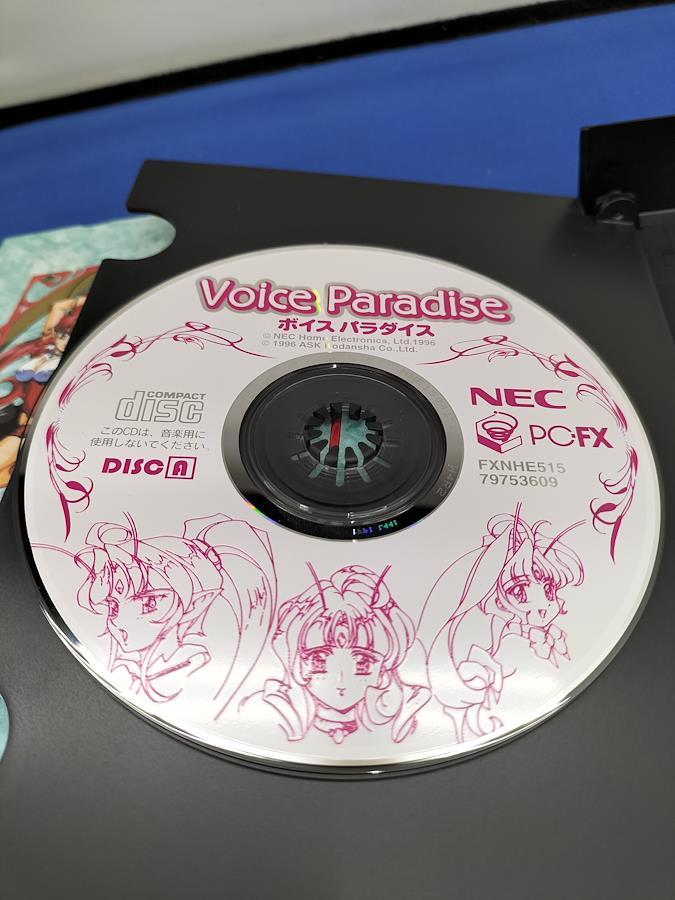 Voice Paradise
ボイス パラダイス
© NEC Home Electronics, Ltd.1996
© 1996 ASK Kodansha Co.,Ltd.
COMPACT
disc
このCDは、音楽用に
使用しないでください。
DISC A
NEC
PC-FX
FXNHE515
79753609